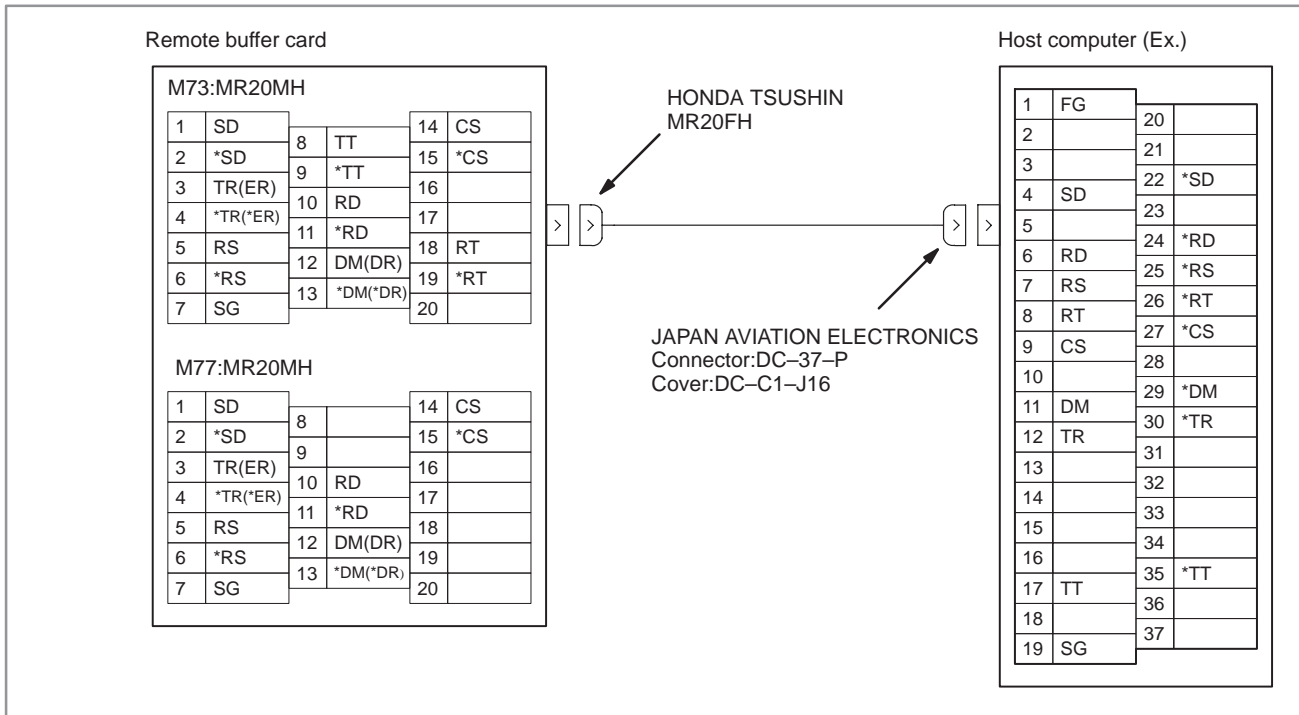 Remote buffer card
Host computer (Ex.)
M73:MR20MH
1 SD
2 *SD
3 TR(ER)
4 *TR(*ER)
5 RS
6 *RS
7 SG
8 TT
9 *TT
10 RD
11 *RD
12 DM(DR)
13 *DM(*DR)
14 CS
15 *CS
16
17
18 RT
19 *RT
20
M77:MR20MH
1 SD
2 *SD
3 TR(ER)
4 *TR(*ER)
5 RS
6 *RS
7 SG
8
9
10 RD
11 *RD
12 DM(DR)
13 *DM(*DR)
14 CS
15 *CS
16
17
18
19
20
HONDA TSUSHIN
MR20FH
JAPAN AVIATION ELECTRONICS
Connector:DC–37–P
Cover:DC–C1–J16
1 FG
2
3
4 SD
5
6 RD
7 RS
8 RT
9 CS
10
11 DM
12 TR
13
14
15
16
17 TT
18
19 SG
20
21
22 *SD
23
24 *RD
25 *RS
26 *RT
27 *CS
28
29 *DM
30 *TR
31
32
33
34
35 *TT
36
37